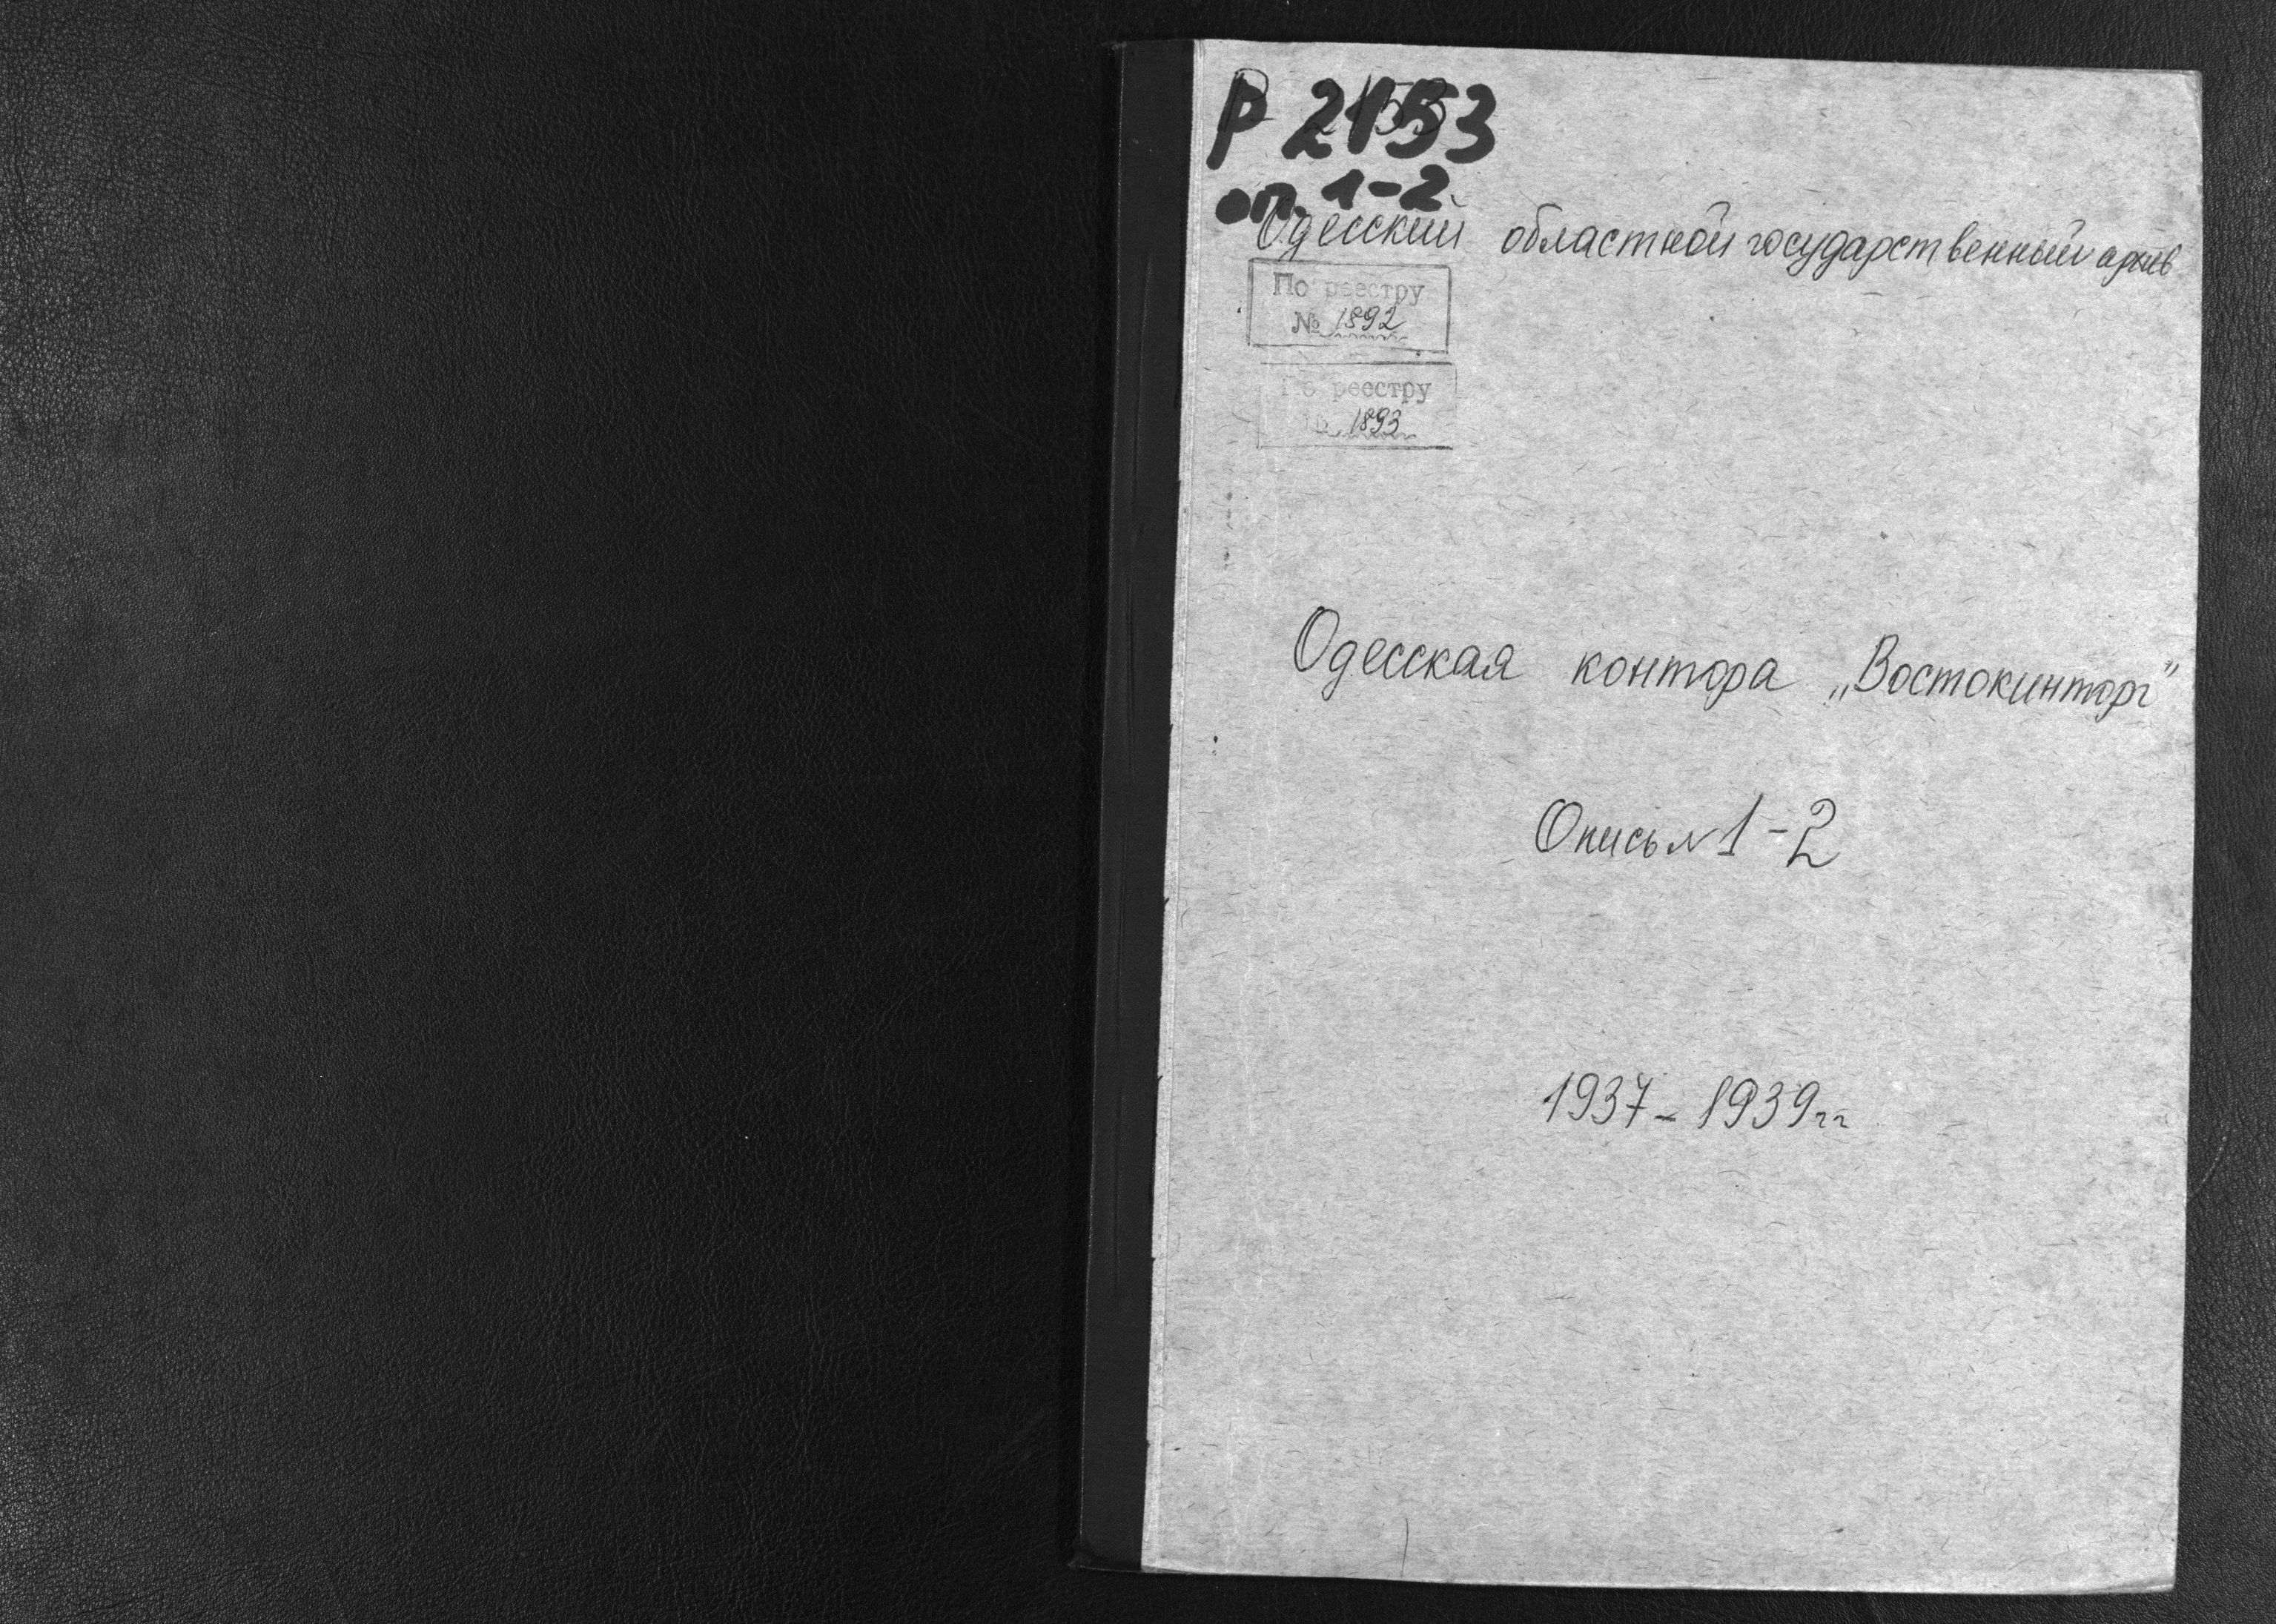 Р 2153
оп. 1-2
Одесский областной государственный архив
По реестру
№ 1892
По реестру
№ 1893
Одесская контора „Востокинторг"
Опись № 1-2
1937 - 1939 гг